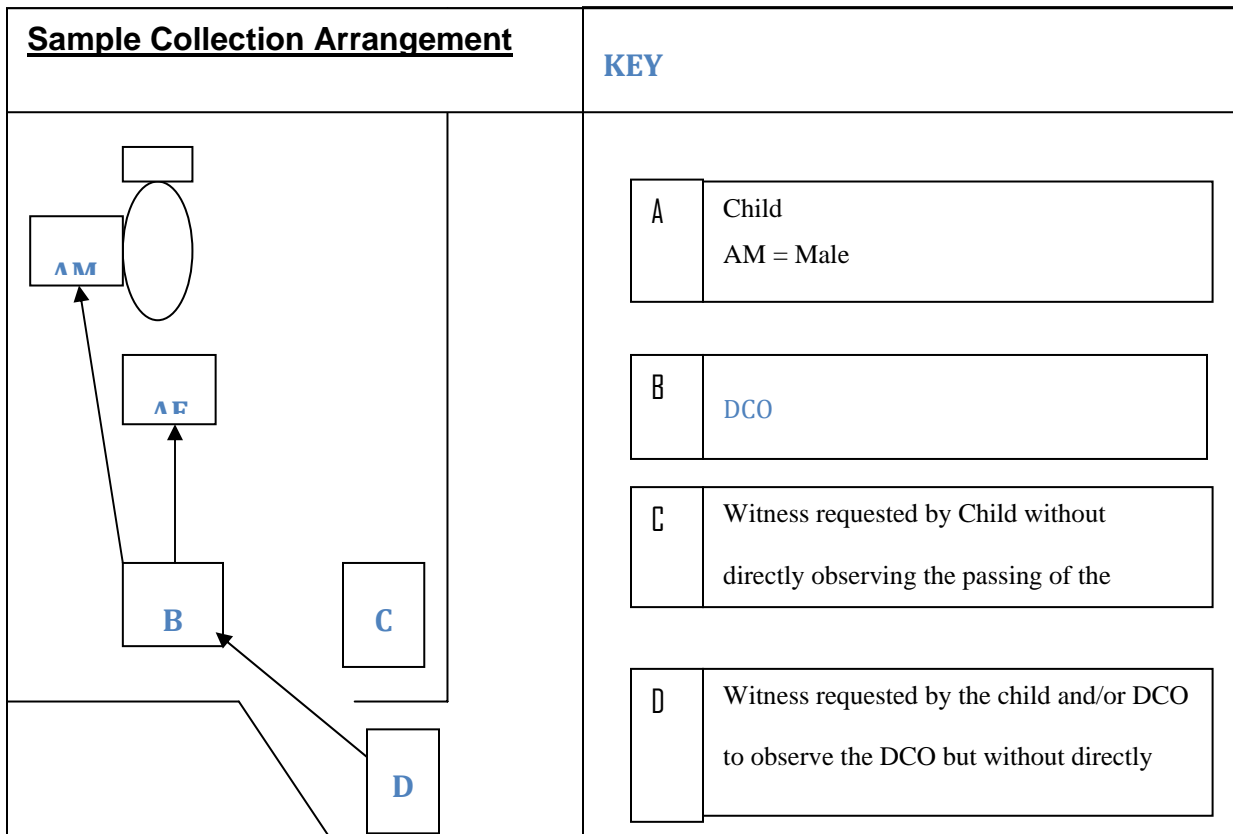 Sample Collection Arrangement
KEY
AM
B
C
D
A
Child
AM = Male
B
DCO
C
Witness requested by Child without
directly observing the passing of the
D
Witness requested by the child and/or DCO
to observe the DCO but without directly